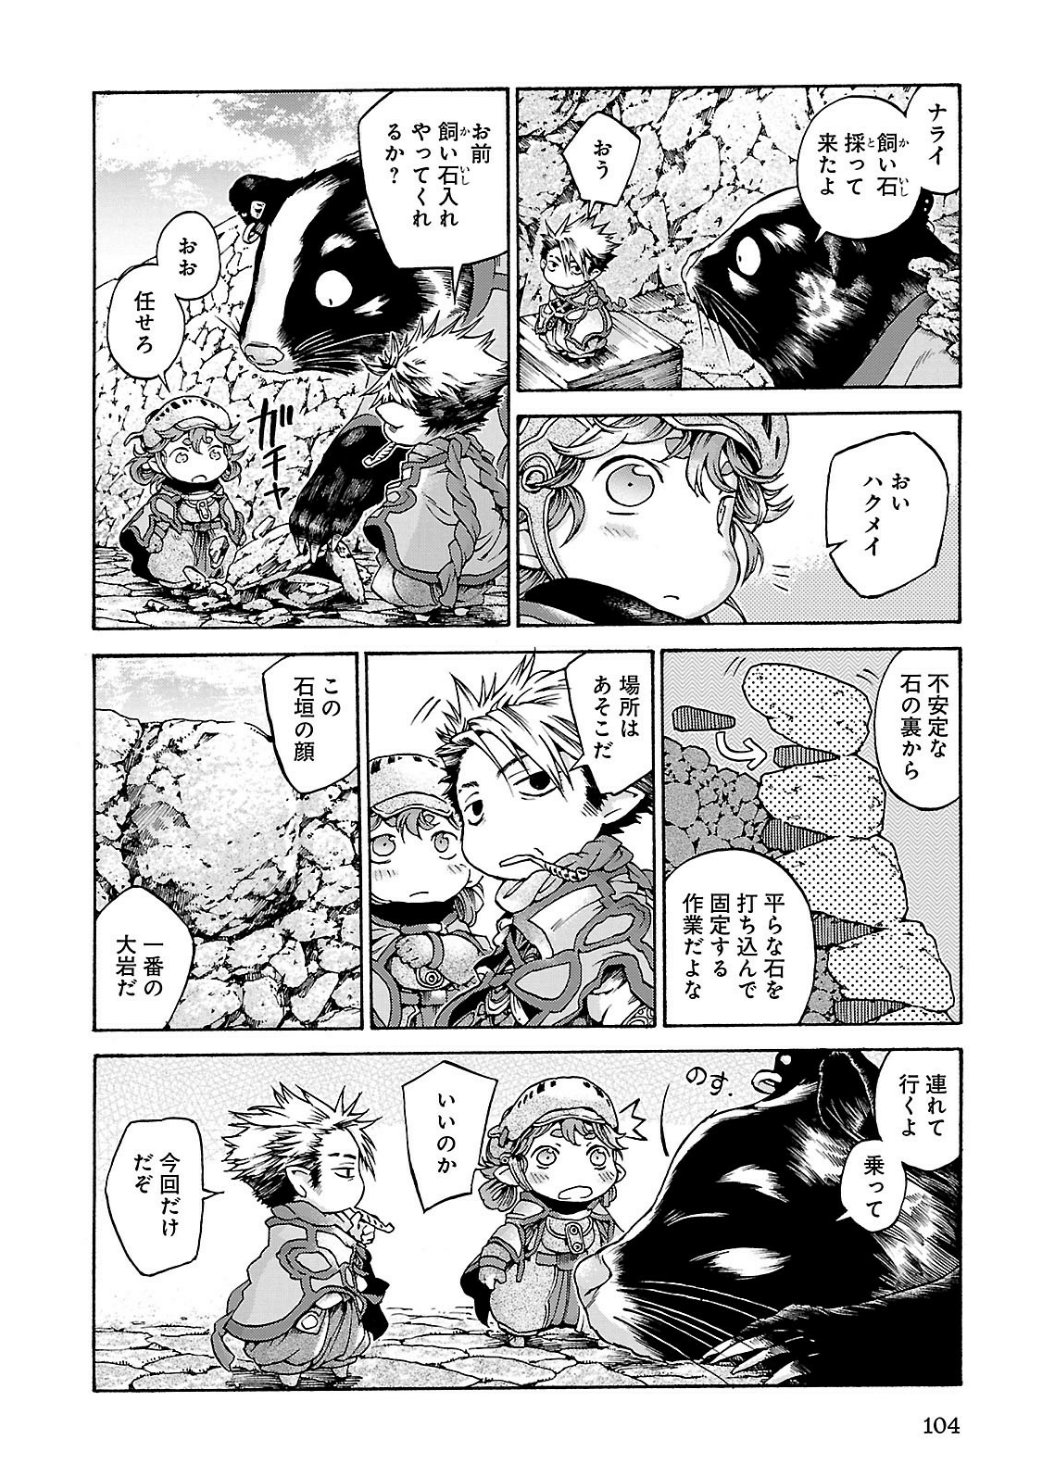 ナライ
飼い石
採って
来たよ
おう
おい
ハクメイ
お前
飼い石入れ
やってくれ
るか?
おお
任せろ
ガチャ
不安定な
石の裏から
平らな石を
打ち込んで
固定する
作業だよな
場所は
あそこだ
この
石垣の顔
一番の
大岩だ
連れて
行くよ
乗って
のす.
いいのか
今回だけ
だぞ
104